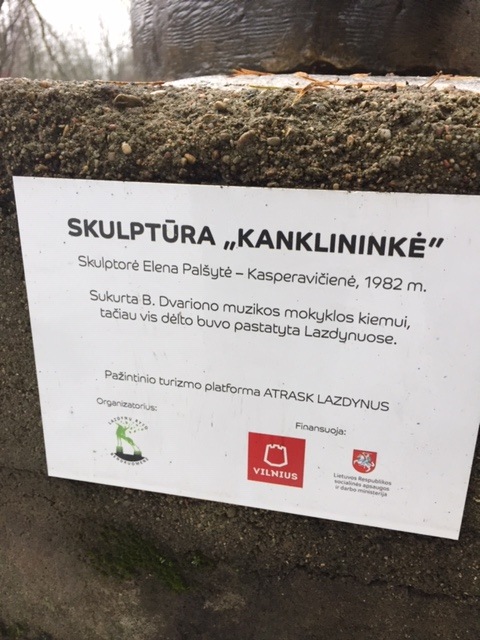 SKULPTŪRA „KANKLININKĖ”
Skulptorė Elena Palšytė – Kasperavičienė, 1982 m.
Sukurta B. Dvariono muzikos mokyklos kiemui,
tačiau vis dėlto buvo pastatyta Lazdynuose.
Pažintinio turizmo platforma ATRASK LAZDYNUS
Organizatorius:
Finansuoja:
VILNIUS
Lietuvos Respublikos
socialinės apsaugos
ir darbo ministerija